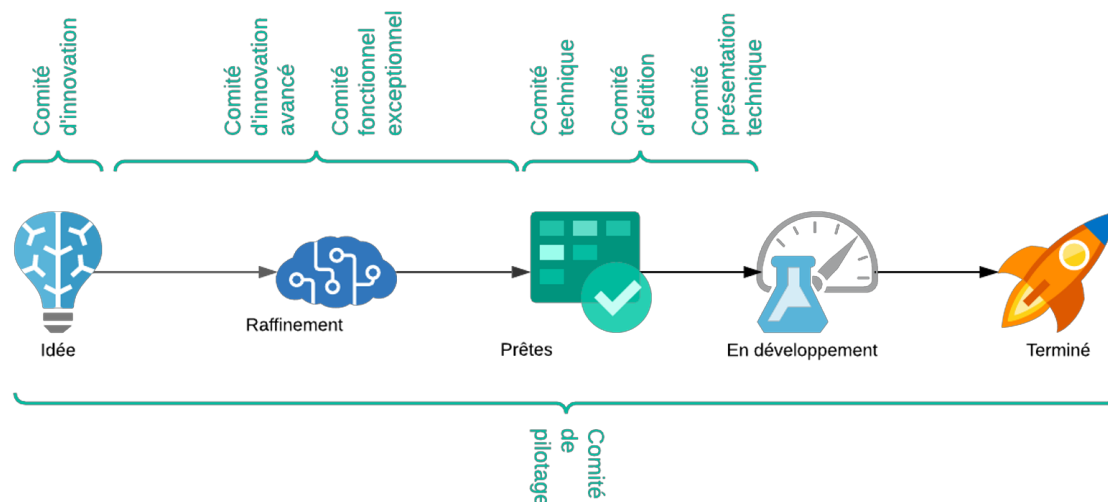 Comité
d'innovation
Comité
d'innovation
avancé
Comité
fonctionnel
exceptionnel
Comité
technique
Comité
d'édition
Comité
présentation
technique
Idée
Raffinement
Prêtes
En développement
Terminé
Comité
de
pilotage